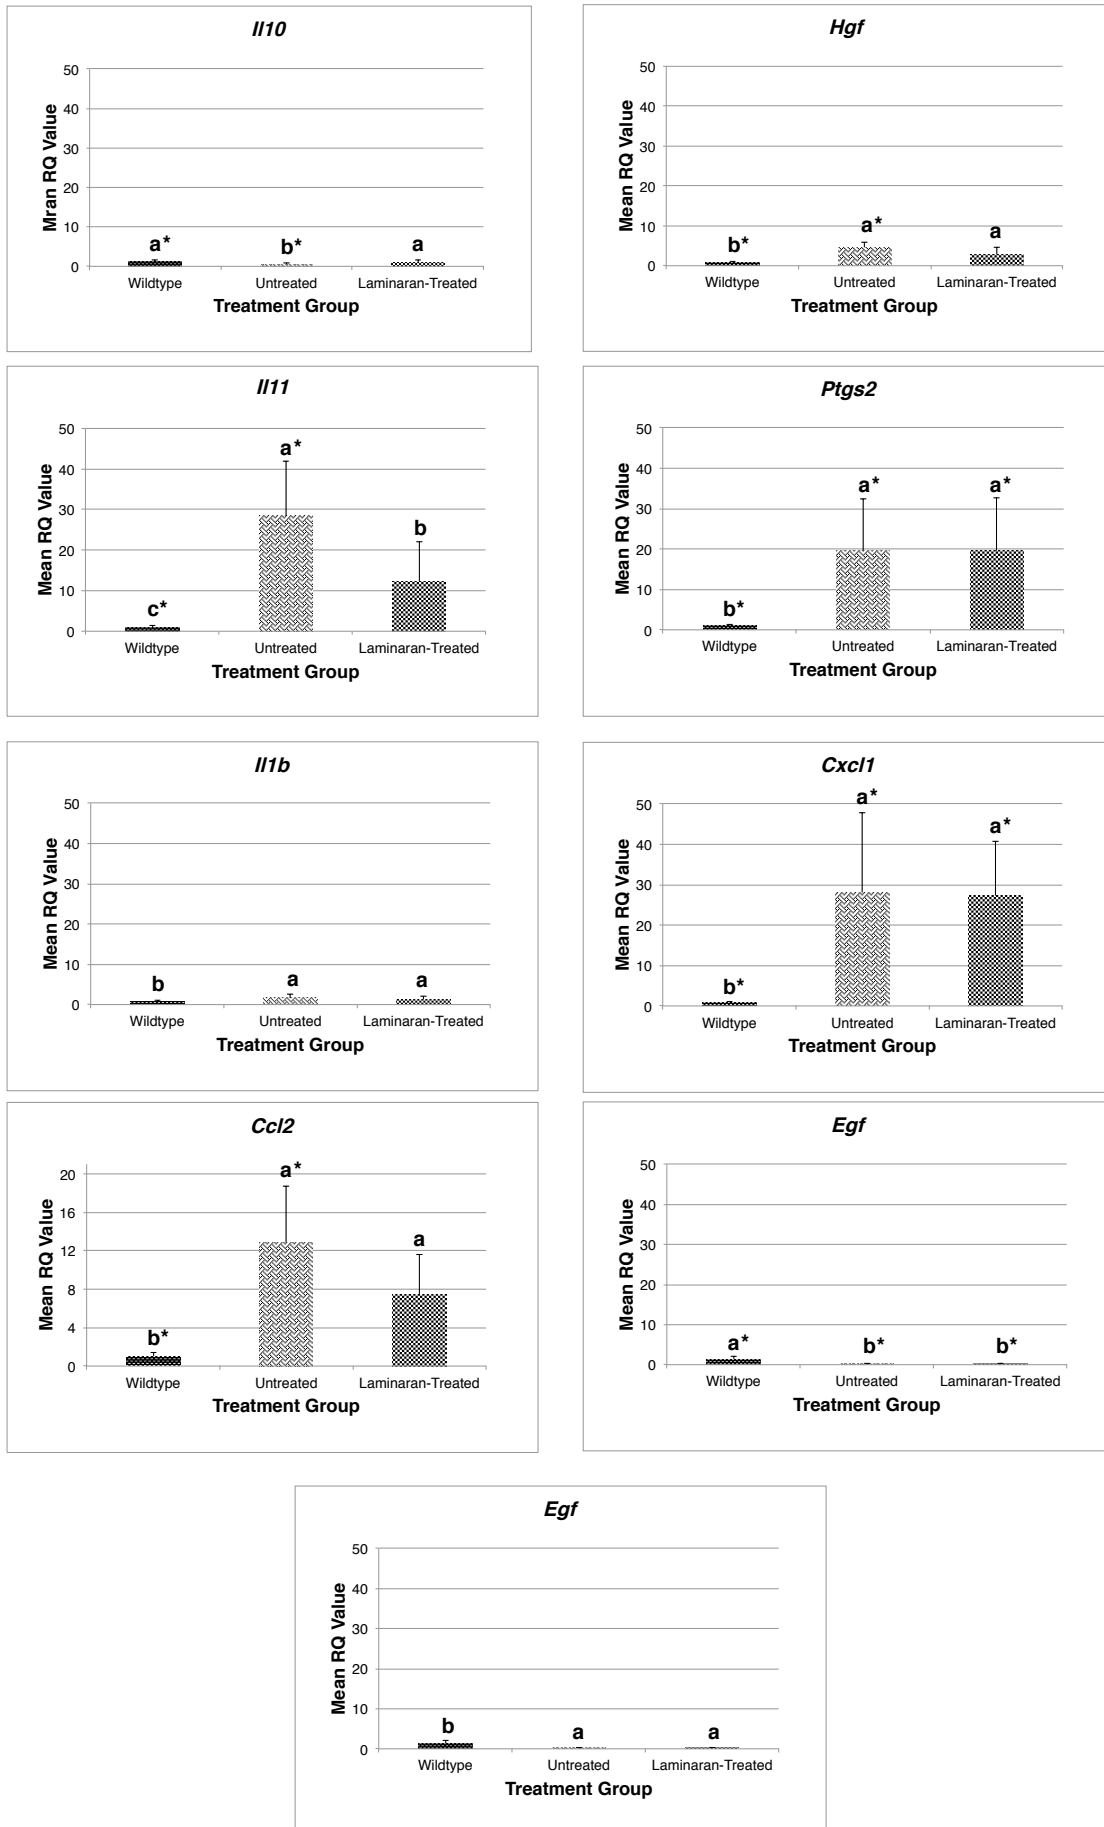 Il10
Mran RQ Value
50
40
30
20
10
0
a*
b*
a
Wildtype Untreated Laminaran-Treated
Treatment Group
Hgf
Mean RQ Value
50
40
30
20
10
0
b*
a*
a
Wildtype Untreated Laminaran-Treated
Treatment Group
Il11
Mean RQ Value
50
40
30
20
10
0
c*
a*
b
Wildtype Untreated Laminaran-Treated
Treatment Group
Ptgs2
Mean RQ Value
50
40
30
20
10
0
b*
a*
a*
Wildtype Untreated Laminaran-Treated
Treatment Group
Il1b
Mean RQ Value
50
40
30
20
10
0
b
a
a
Wildtype Untreated Laminaran-Treated
Treatment Group
Cxcl1
Mean RQ Value
50
40
30
20
10
0
b*
a*
a*
Wildtype Untreated Laminaran-Treated
Treatment Group
Ccl2
Mean RQ Value
20
16
12
8
4
0
b*
a*
a
Wildtype Untreated Laminaran-Treated
Treatment Group
Egf
Mean RQ Value
50
40
30
20
10
0
a*
b*
b*
Wildtype Untreated Laminaran-Treated
Treatment Group
Egf
Mean RQ Value
50
40
30
20
10
0
b
a
a
Wildtype Untreated Laminaran-Treated
Treatment Group